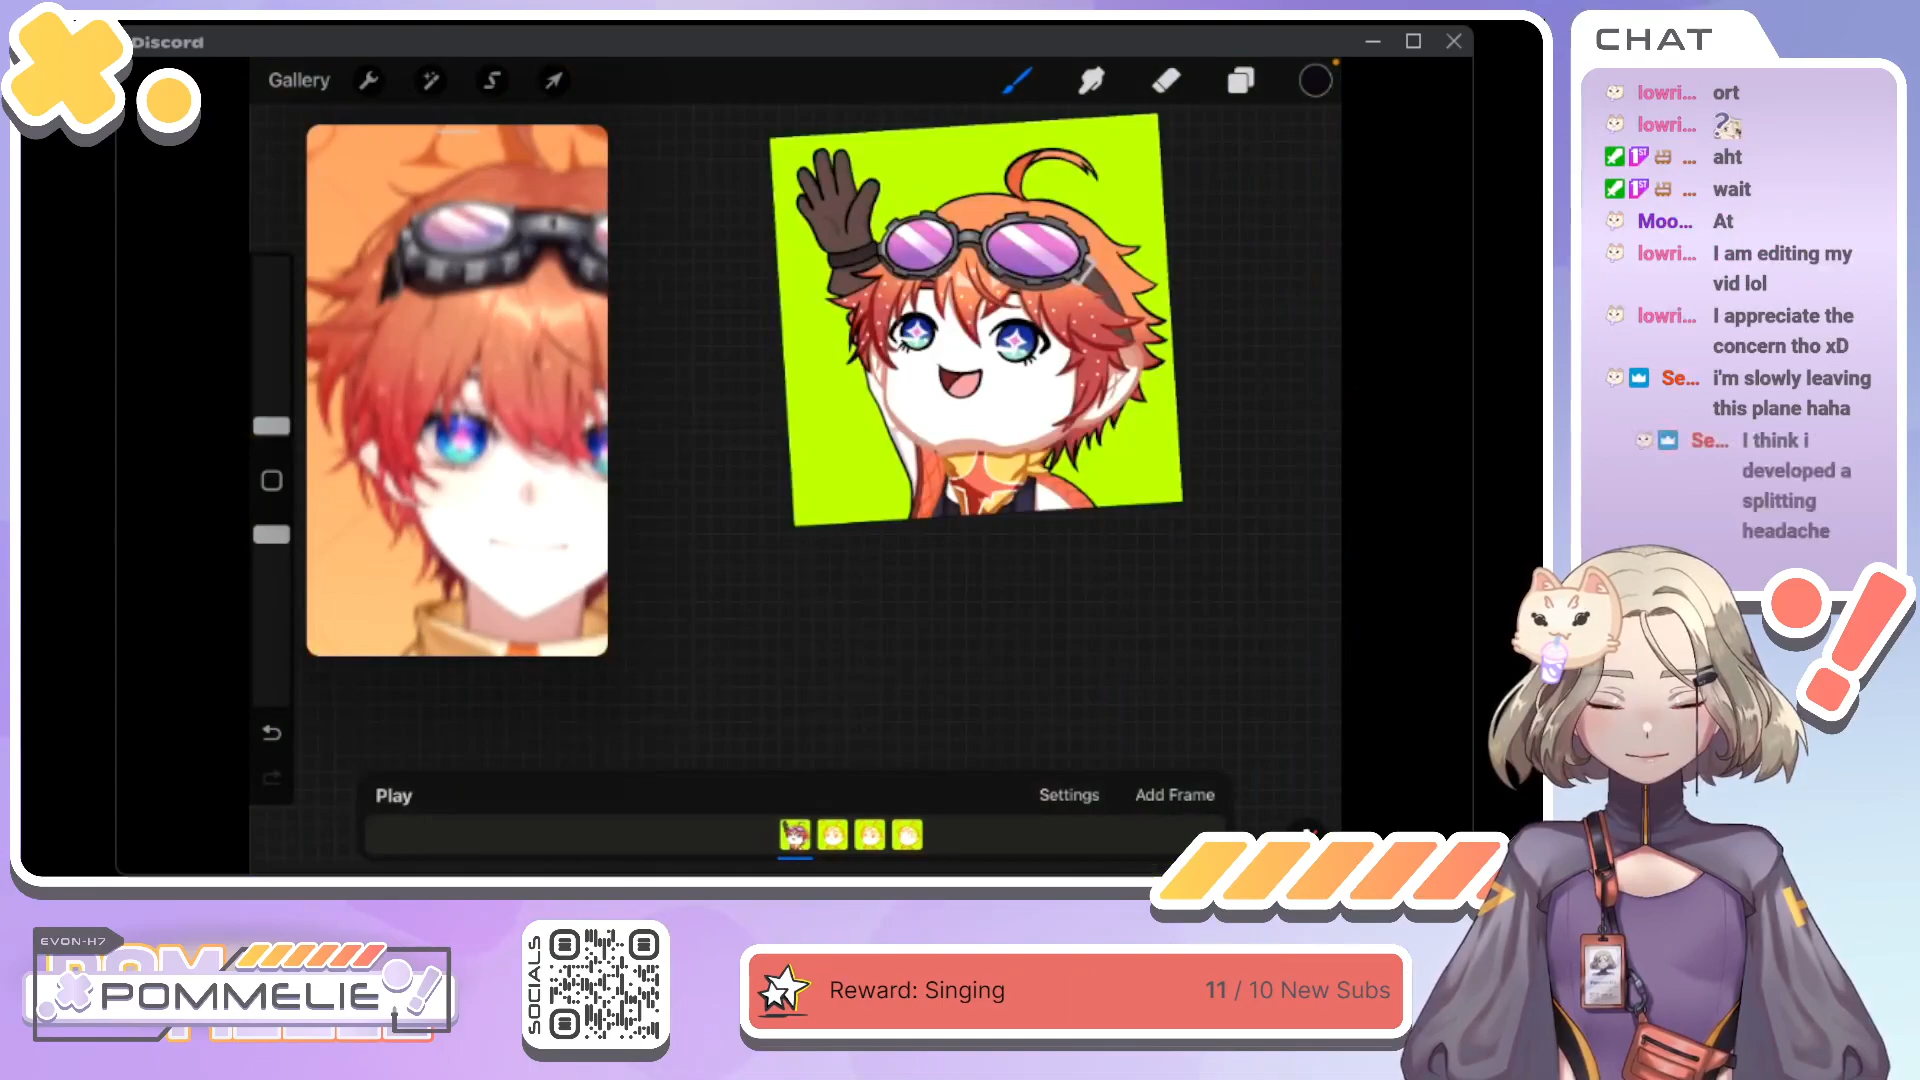 Discord
Gallery
Play
Settings
Add Frame
CHAT
lowri... ort
lowri...
1ST ... aht
1ST ... wait
Moo... At
lowri... I am editing my
vid lol
lowri... I appreciate the
concern tho xD
Se... i'm slowly leaving
this plane haha
Se... I think i
developed a
splitting
headache
EVON-H7
POMMELIE
SOCIALS
Reward: Singing
11 / 10 New Subs